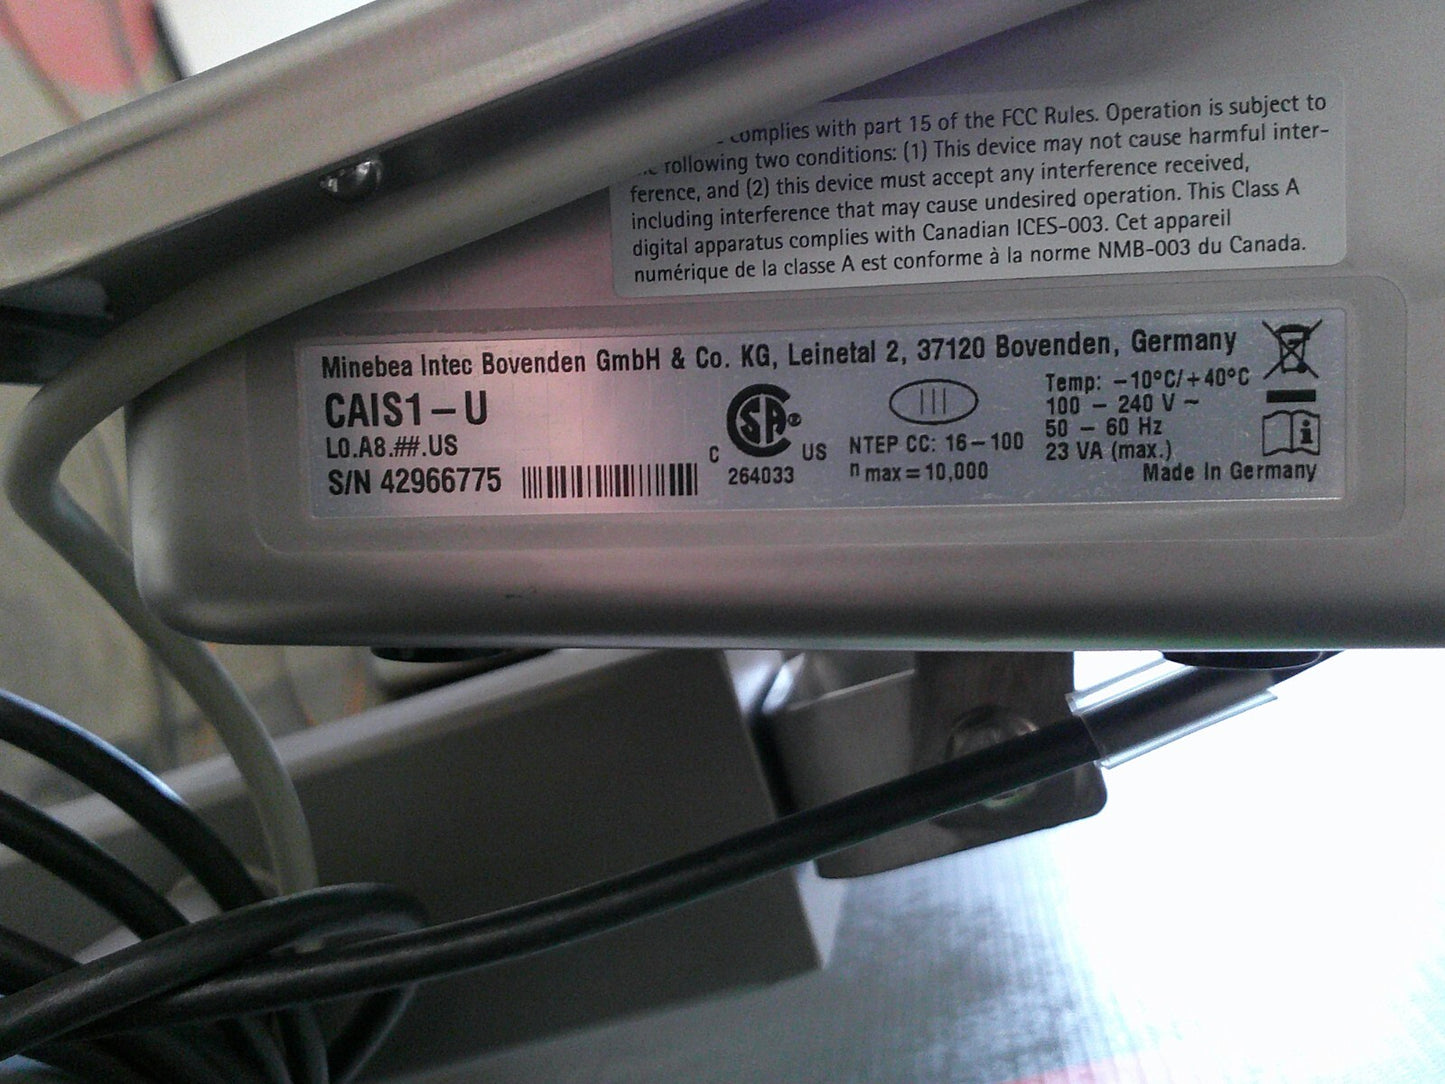 complies with part 15 of the FCC Rules. Operation is subject to
following two conditions: (1) This device may not cause harmful inter-
ference, and (2) this device must accept any interference received,
including interference that may cause undesired operation. This Class A
digital apparatus complies with Canadian ICES-003. Cet appareil
numérique de la classe A est conforme à la norme NMB-003 du Canada.
Minebea Intec Bovenden GmbH & Co. KG, Leinetal 2, 37120 Bovenden, Germany
CAIS1-U
L0.A8.##.US
S/N 42966775
C SA® US
264033
III
NTEP CC: 16-100
n max=10,000
Temp: -10°C/+40°C
100 - 240 V ~
50 - 60 Hz
23 VA (max.)
i
Made in Germany